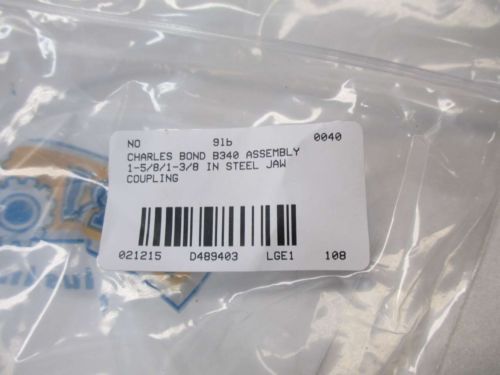 NO 9lb 0040
CHARLES BOND B340 ASSEMBLY
1-5/8/1-3/8 IN STEEL JAW
COUPLING
021215 D489403 LGE1 108